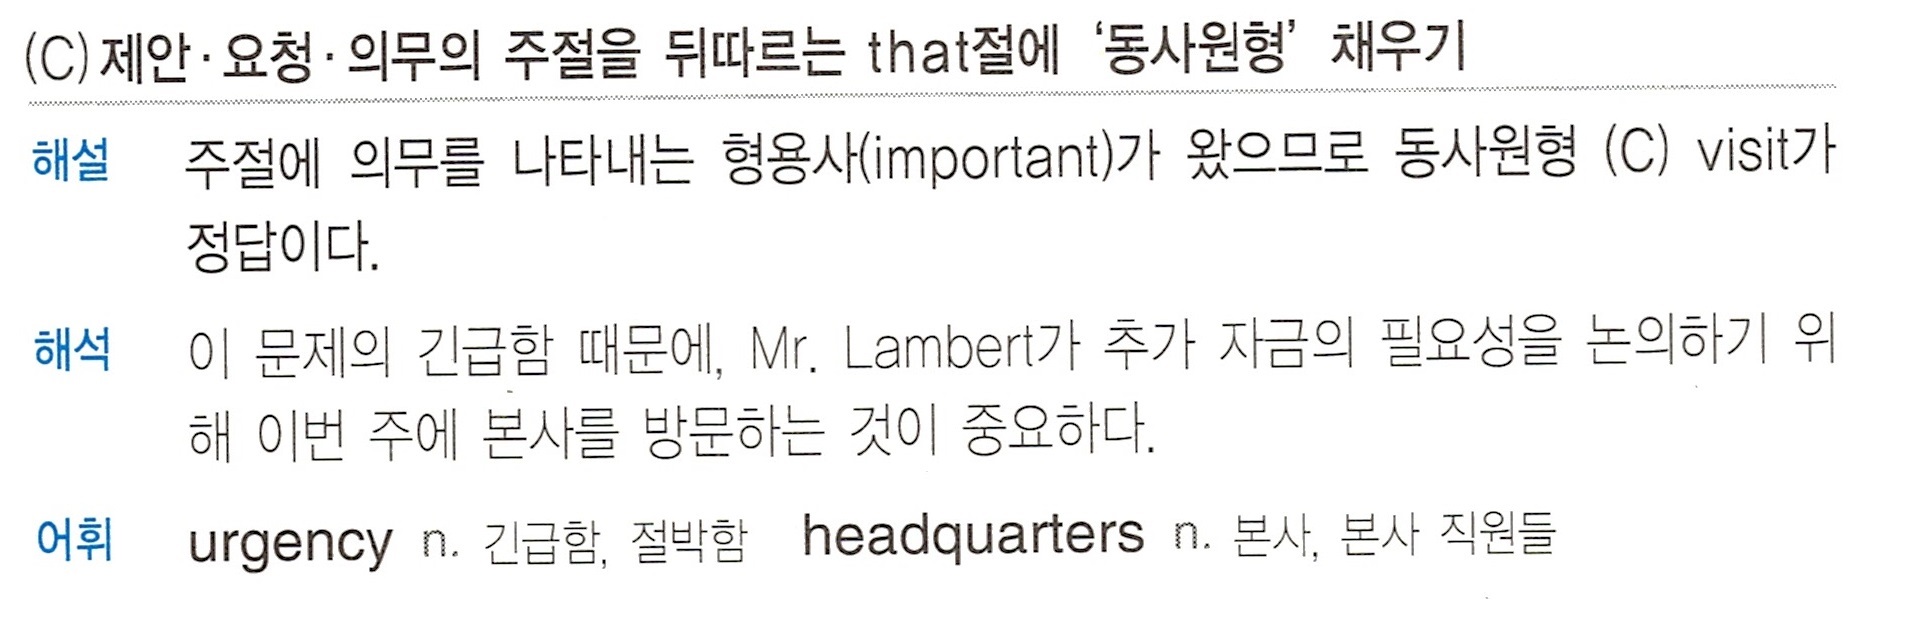 (C) 제안·요청·의무의 주절을 뒤따르는 that절에 ‘동사원형’ 채우기
해설 주절에 의무를 나타내는 형용사(important)가 왔으므로 동사원형 (C) visit가
정답이다.
해석 이 문제의 긴급함 때문에, Mr. Lambert가 추가 자금의 필요성을 논의하기 위
해 이번 주에 본사를 방문하는 것이 중요하다.
어휘 urgency n. 긴급함, 절박함 headquarters n. 본사, 본사 직원들